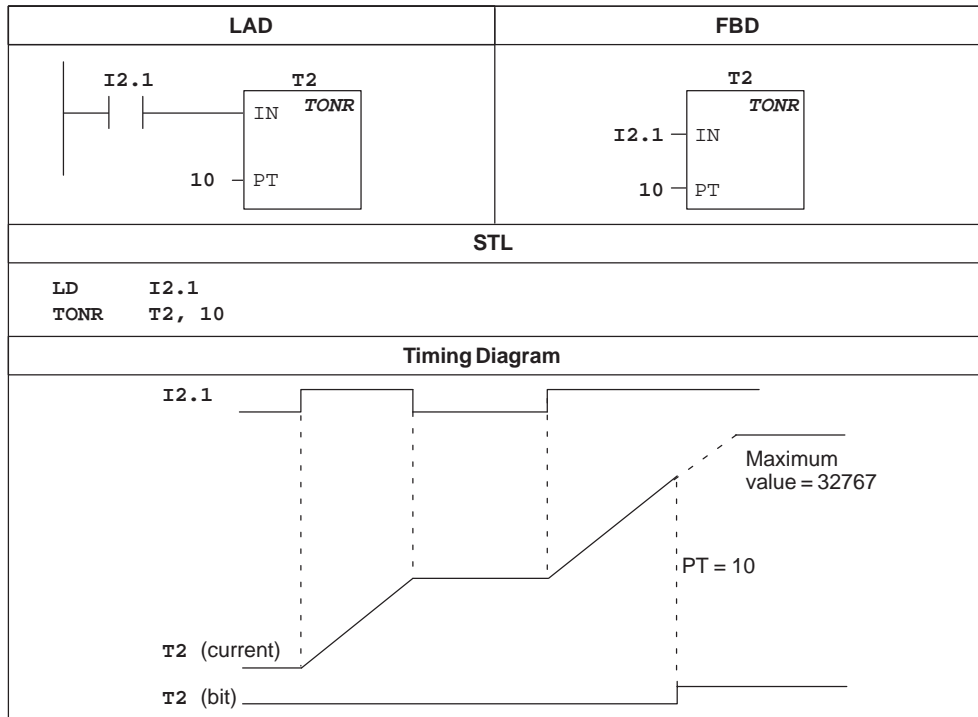 LAD
FBD
I2.1
T2
IN TONR
10 PT
T2
TONR
I2.1 IN
10 PT
STL
LD I2.1
TONR T2, 10
Timing Diagram
I2.1
Maximum
value = 32767
PT = 10
T2 (current)
T2 (bit)